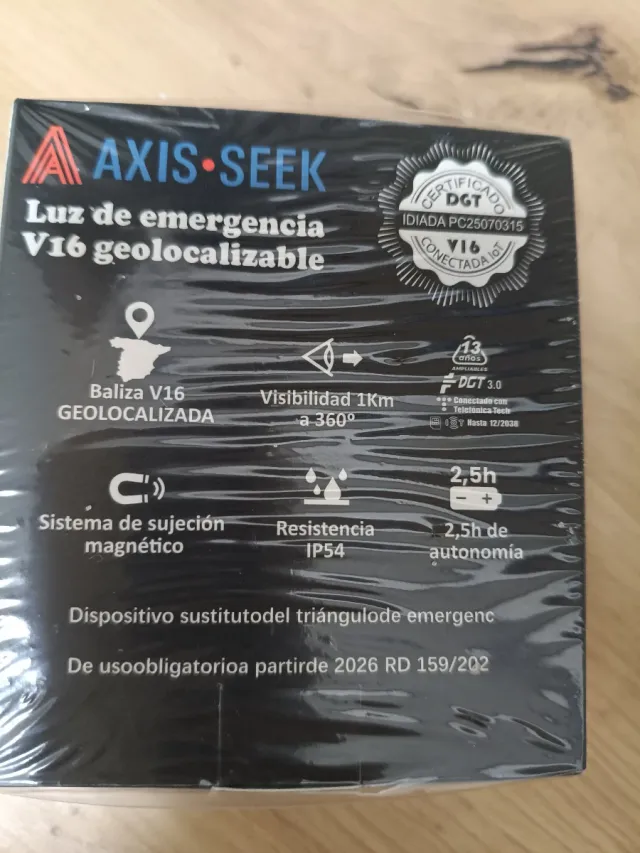 AXIS·SEEK
Luz de emergencia
V16 geolocalizable
CERTIFICADO
DGT
IDIADA PC25070315
V16
CONECTADA IoT
Baliza V16
GEOLOCALIZADA
Visibilidad 1Km
a 360º
13
años
AMPLIABLES
DGT 3.0
Conectado con
Telefónica Tech
Hasta 12/2038
Sistema de sujeción
magnético
Resistencia
IP54
2,5h
2,5h de
autonomía
Dispositivo sustitutodel triángulode emergenc
De usoobligatorioa partirde 2026 RD 159/202